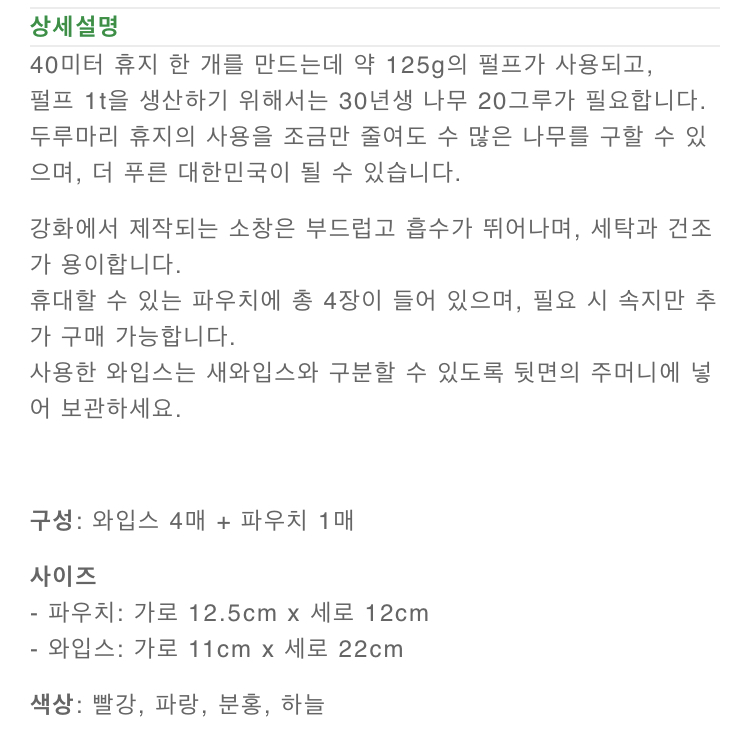 상세설명
40미터 휴지 한 개를 만드는데 약 125g의 펄프가 사용되고,
펄프 1t을 생산하기 위해서는 30년생 나무 20그루가 필요합니다.
두루마리 휴지의 사용을 조금만 줄여도 수 많은 나무를 구할 수 있
으며, 더 푸른 대한민국이 될 수 있습니다.
강화에서 제작되는 소창은 부드럽고 흡수가 뛰어나며, 세탁과 건조
가 용이합니다.
휴대할 수 있는 파우치에 총 4장이 들어 있으며, 필요 시 속지만 추
가 구매 가능합니다.
사용한 와입스는 새와입스와 구분할 수 있도록 뒷면의 주머니에 넣
어 보관하세요.
구성: 와입스 4매 + 파우치 1매
사이즈
- 파우치: 가로 12.5cm x 세로 12cm
- 와입스: 가로 11cm x 세로 22cm
색상: 빨강, 파랑, 분홍, 하늘